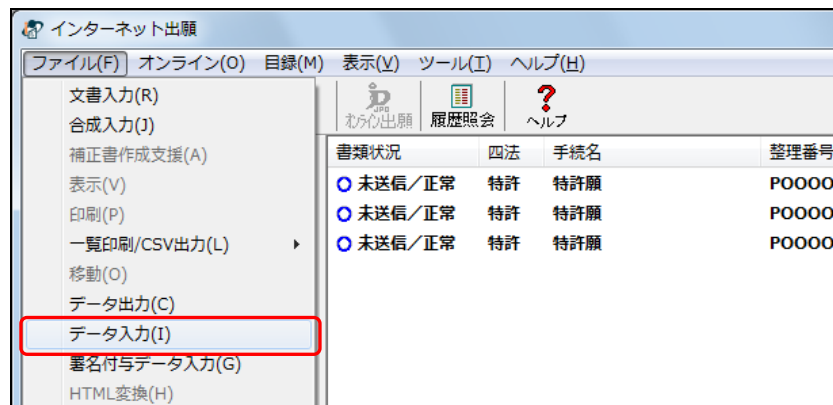 インターネット出願
ファイル(F) オンライン(O) 目録(M) 表示(V) ツール(T) ヘルプ(H)
文書入力(R)
合成入力(J)
補正書作成支援(A)
表示(V)
印刷(P)
一覧印刷/CSV出力(L)
移動(O)
データ出力(C)
データ入力(I)
署名付与データ入力(G)
HTML変換(H)
JPO
オンライン出願 履歴照会 ヘルプ
書類状況 四法 手続名 整理番号
未送信／正常 特許 特許願 P0000
未送信／正常 特許 特許願 P0000
未送信／正常 特許 特許願 P0000